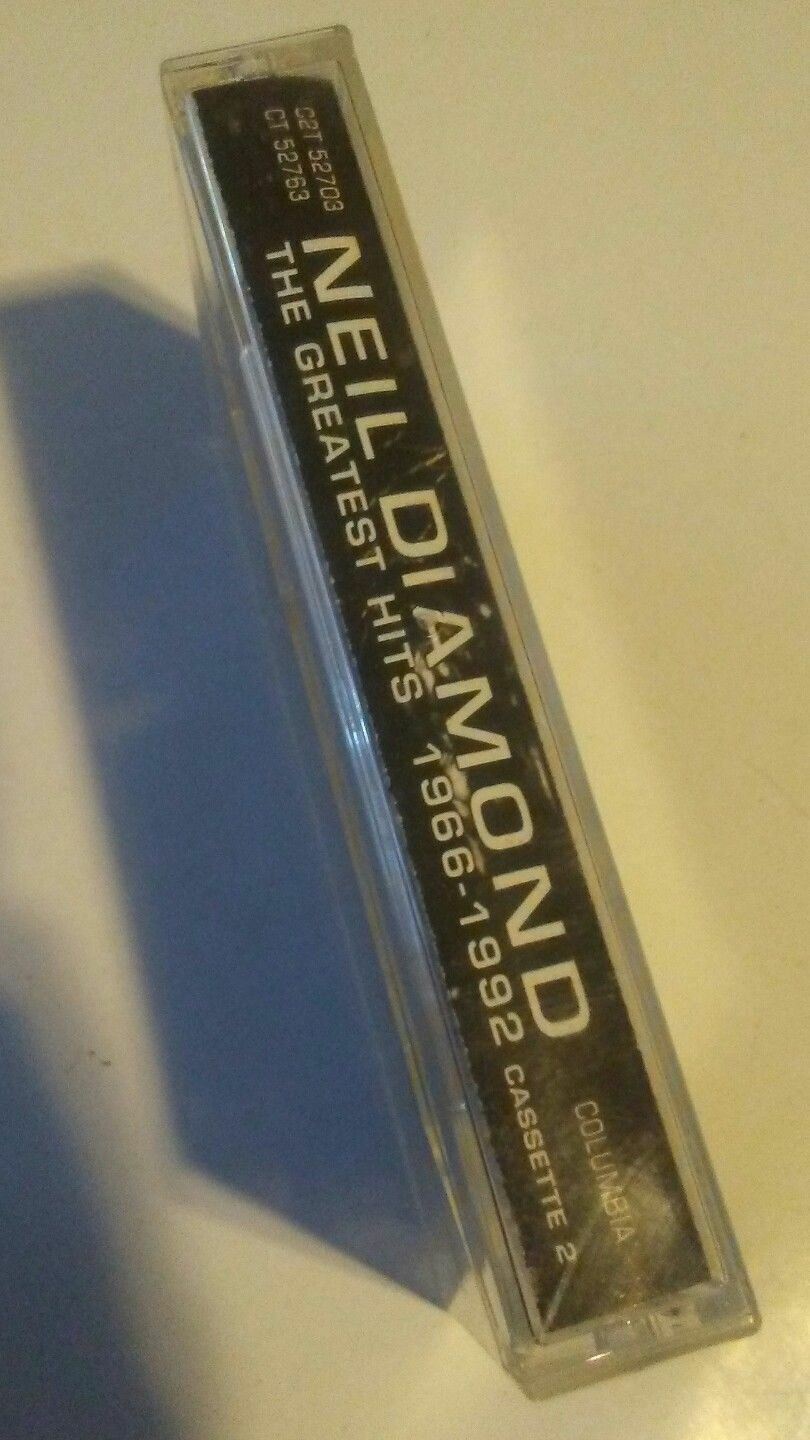 C2T 52703
CT 52763
NEIL DIAMOND
THE GREATEST HITS 1966-1992 CASSETTE 2
COLUMBIA